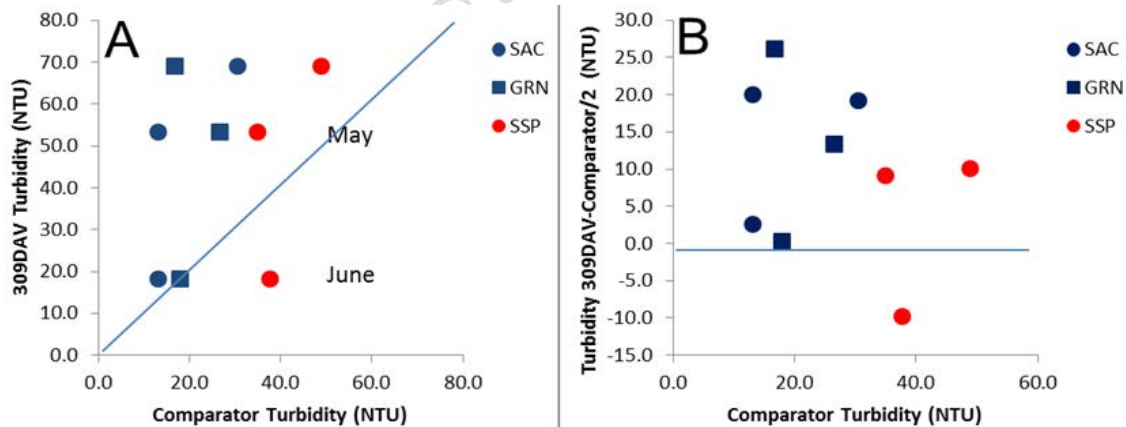 A
80.0
70.0
60.0
50.0
40.0
30.0
20.0
10.0
0.0
309DAV Turbidity (NTU)
0.0 20.0 40.0 60.0 80.0
Comparator Turbidity (NTU)
May
June
SAC
GRN
SSP
B
30.0
25.0
20.0
15.0
10.0
5.0
0.0
-5.0
-10.0
-15.0
Turbidity 309DAV-Comparator/2 (NTU)
0.0 20.0 40.0 60.0
Comparator Turbidity (NTU)
SAC
GRN
SSP